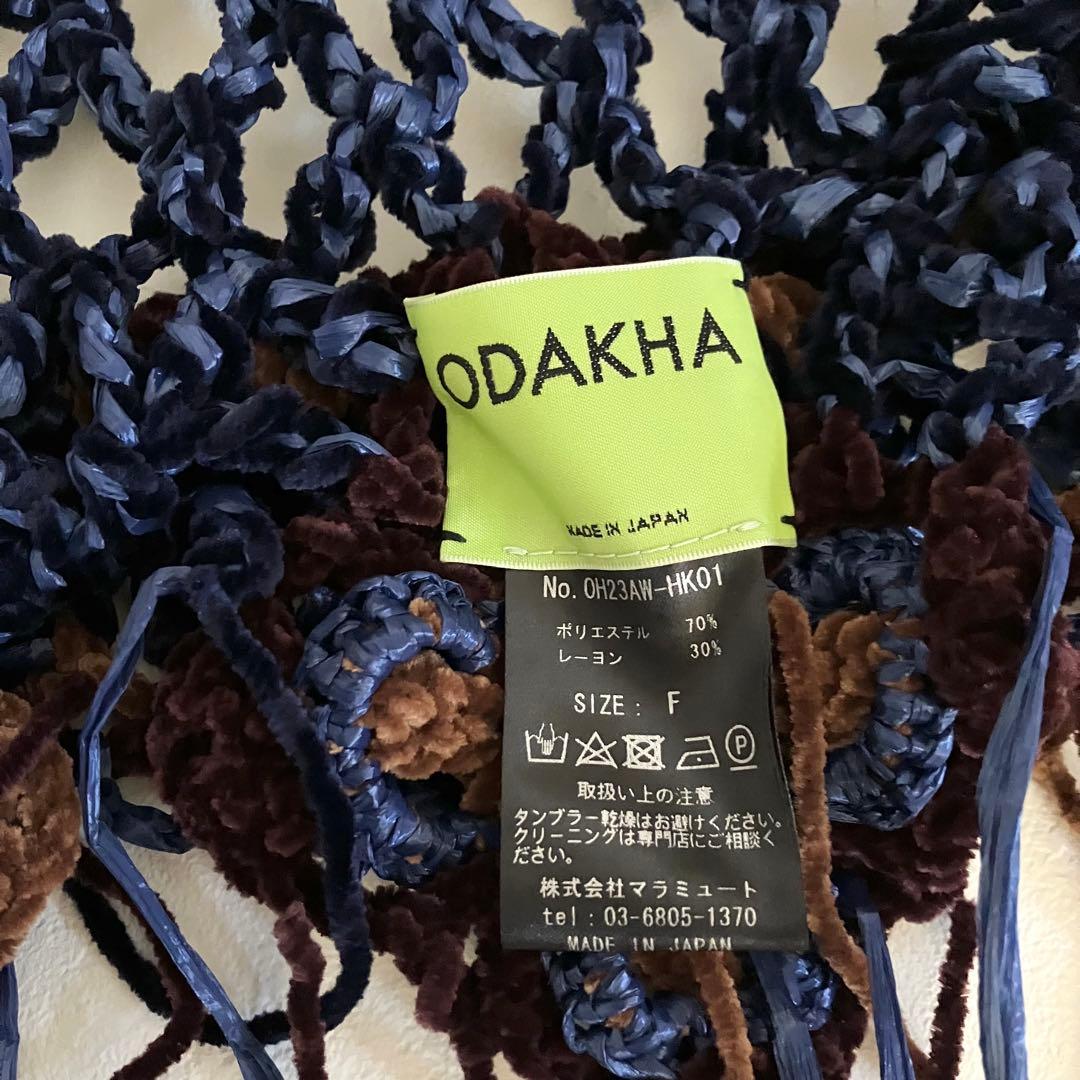 ODAKHA
MADE IN JAPAN
No. OH23AW-HK01
ポリエステル 70%
レーヨン 30%
SIZE: F
P
取扱い上の注意
タンブラー乾燥はお避けください。
クリーニングは専門店にご相談く
ださい。
株式会社マラミュート
tel:03-6805-1370
MADE IN JAPAN